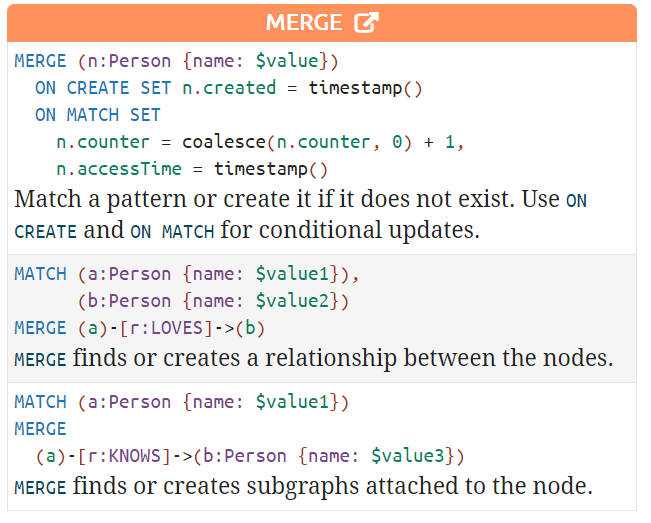 MERGE
MERGE (n:Person {name: $value})
  ON CREATE SET n.created = timestamp()
  ON MATCH SET
    n.counter = coalesce(n.counter, 0) + 1,
    n.accessTime = timestamp()
Match a pattern or create it if it does not exist. Use ON
CREATE and ON MATCH for conditional updates.
MATCH (a:Person {name: $value1}),
      (b:Person {name: $value2})
MERGE (a)-[r:LOVES]->(b)
MERGE finds or creates a relationship between the nodes.
MATCH (a:Person {name: $value1})
MERGE
  (a)-[r:KNOWS]->(b:Person {name: $value3})
MERGE finds or creates subgraphs attached to the node.